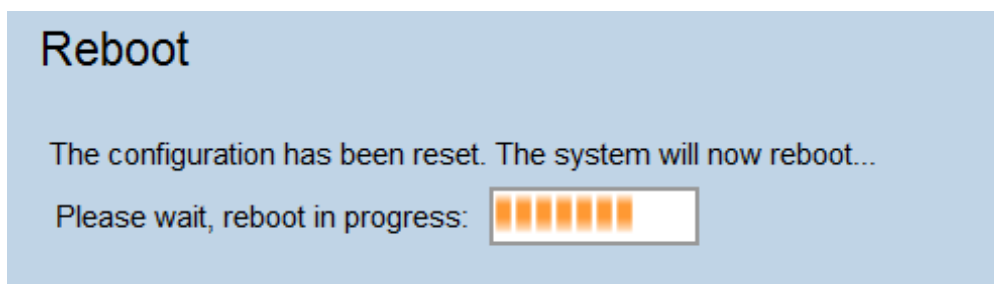 Reboot
The configuration has been reset. The system will now reboot...
Please wait, reboot in progress: